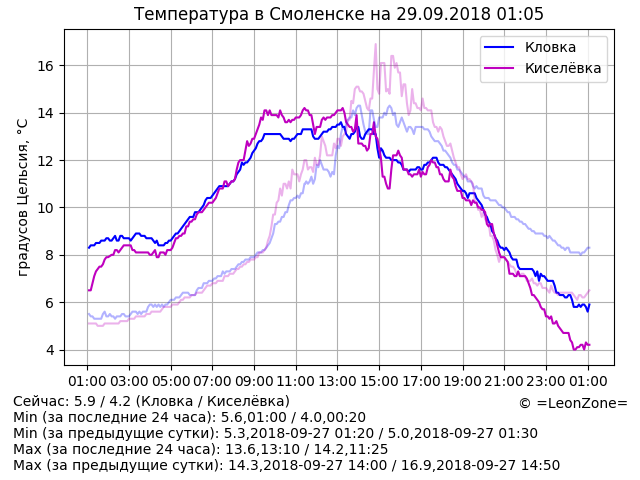 Температура в Смоленске на 29.09.2018 01:05
Кловка
Киселёвка
градусов Цельсия, °C
16
14
12
10
8
6
4
01:00 03:00 05:00 07:00 09:00 11:00 13:00 15:00 17:00 19:00 21:00 23:00 01:00
Сейчас: 5.9 / 4.2 (Кловка / Киселёвка)
© =LeonZone=
Min (за последние 24 часа): 5.6,01:00 / 4.0,00:20
Min (за предыдущие сутки): 5.3,2018-09-27 01:20 / 5.0,2018-09-27 01:30
Max (за последние 24 часа): 13.6,13:10 / 14.2,11:25
Max (за предыдущие сутки): 14.3,2018-09-27 14:00 / 16.9,2018-09-27 14:50